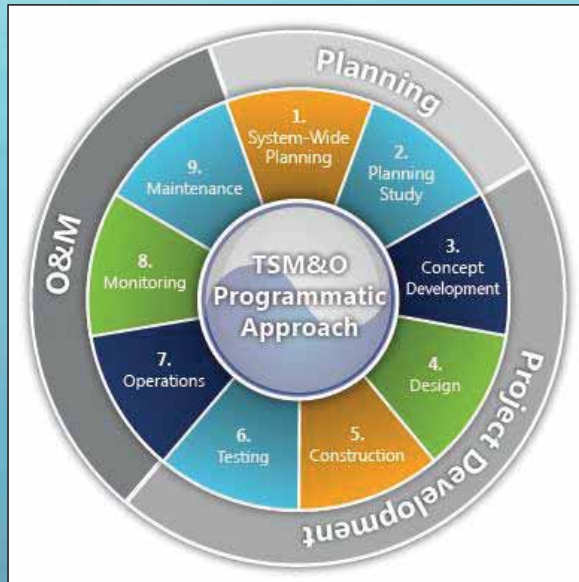 Planning
Project Development
O&M
TSM&O
Programmatic
Approach
1.
System-Wide
Planning
2.
Planning
Study
3.
Concept
Development
4.
Design
5.
Construction
6.
Testing
7.
Operations
8.
Monitoring
9.
Maintenance